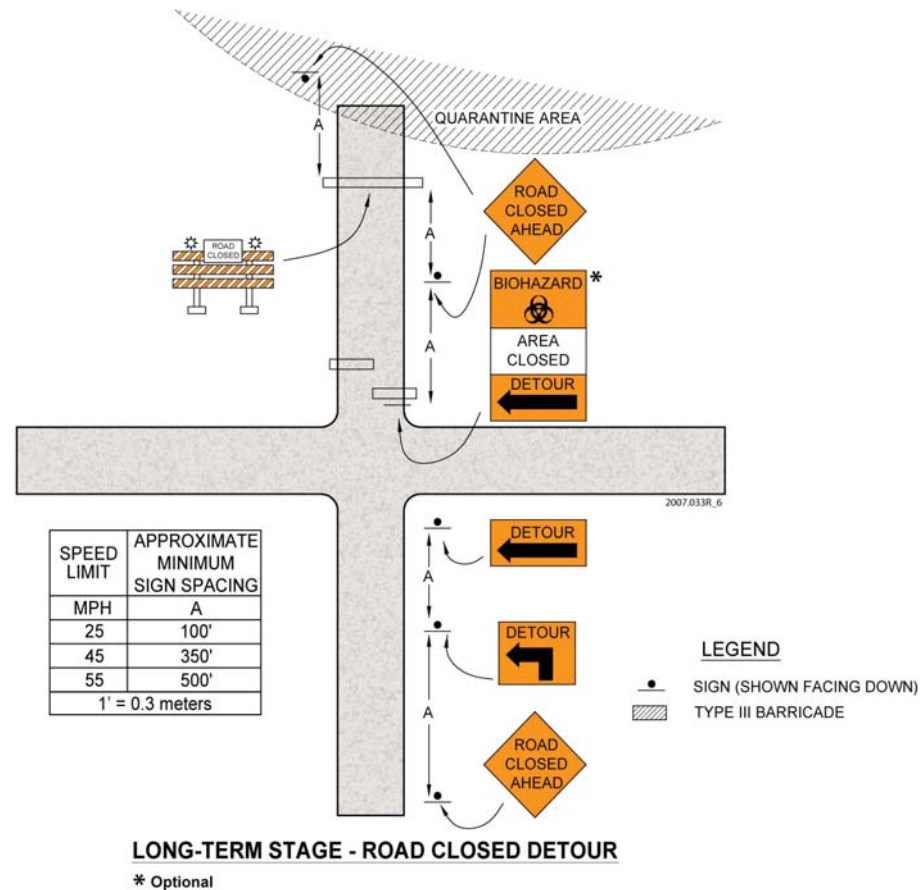 QUARANTINE AREA
A
ROAD
CLOSED
AHEAD
ROAD
CLOSED
A
BIOHAZARD
*
AREA
CLOSED
DETOUR
A
2007.033R_6
SPEED
LIMIT
APPROXIMATE
MINIMUM
SIGN SPACING
MPH A
25 100'
45 350'
55 500'
1' = 0.3 meters
DETOUR
A
DETOUR
A
ROAD
CLOSED
AHEAD
LEGEND
SIGN (SHOWN FACING DOWN)
TYPE III BARRICADE
LONG-TERM STAGE - ROAD CLOSED DETOUR
* Optional